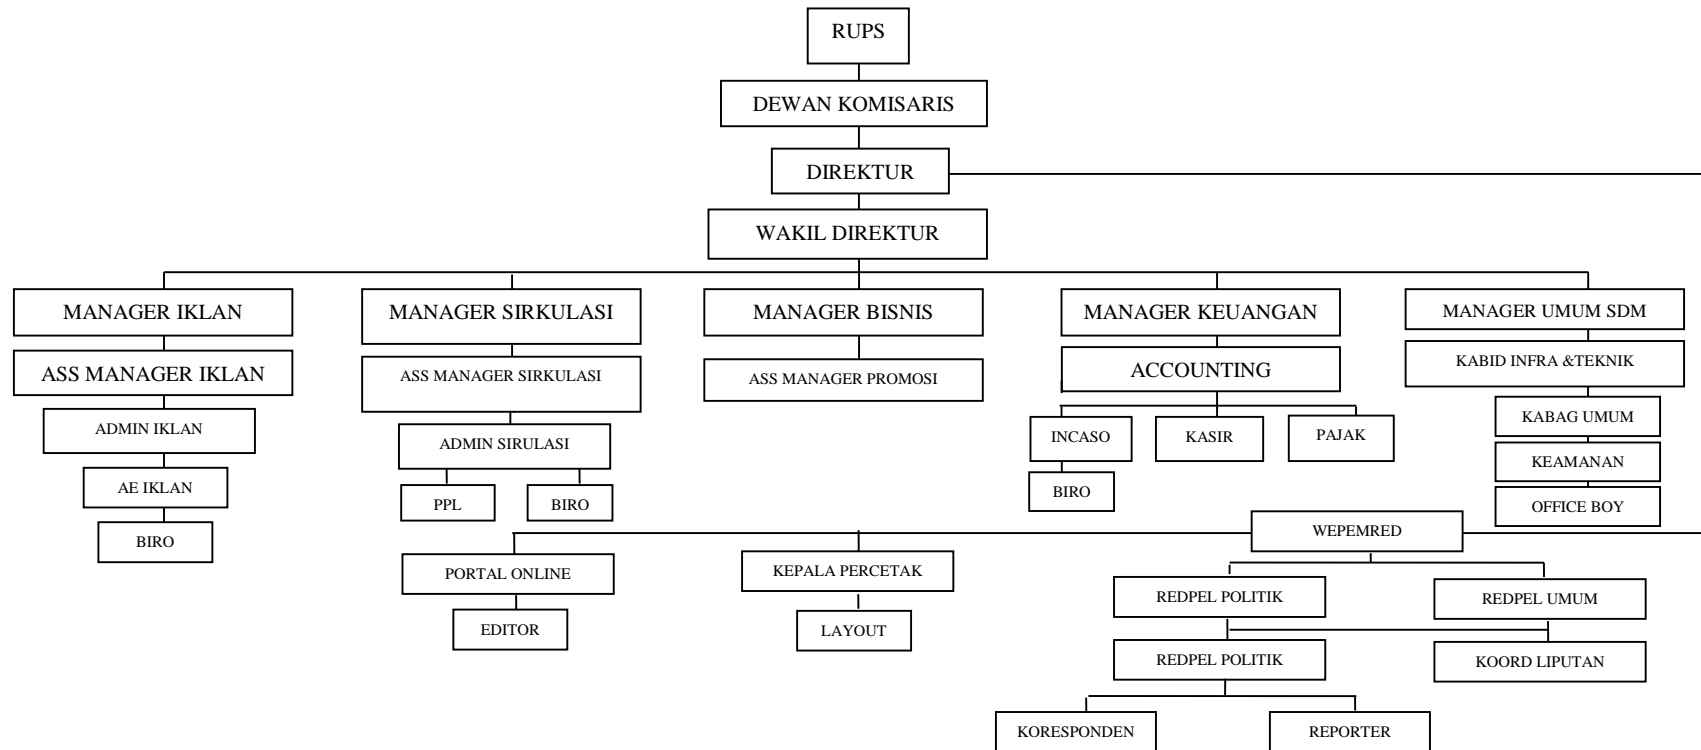 RUPS
DEWAN KOMISARIS
DIREKTUR
WAKIL DIREKTUR
MANAGER IKLAN
MANAGER SIRKULASI
MANAGER BISNIS
MANAGER KEUANGAN
MANAGER UMUM SDM
ASS MANAGER IKLAN
ASS MANAGER SIRKULASI
ASS MANAGER PROMOSI
ACCOUNTING
KABID INFRA &TEKNIK
ADMIN IKLAN
ADMIN SIRULASI
INCASO
KASIR
PAJAK
KABAG UMUM
AE IKLAN
PPL
BIRO
BIRO
KEAMANAN
BIRO
OFFICE BOY
WEPEMRED
PORTAL ONLINE
KEPALA PERCETAK
REDPEL POLITIK
REDPEL UMUM
EDITOR
LAYOUT
REDPEL POLITIK
KOORD LIPUTAN
KORESPONDEN
REPORTER